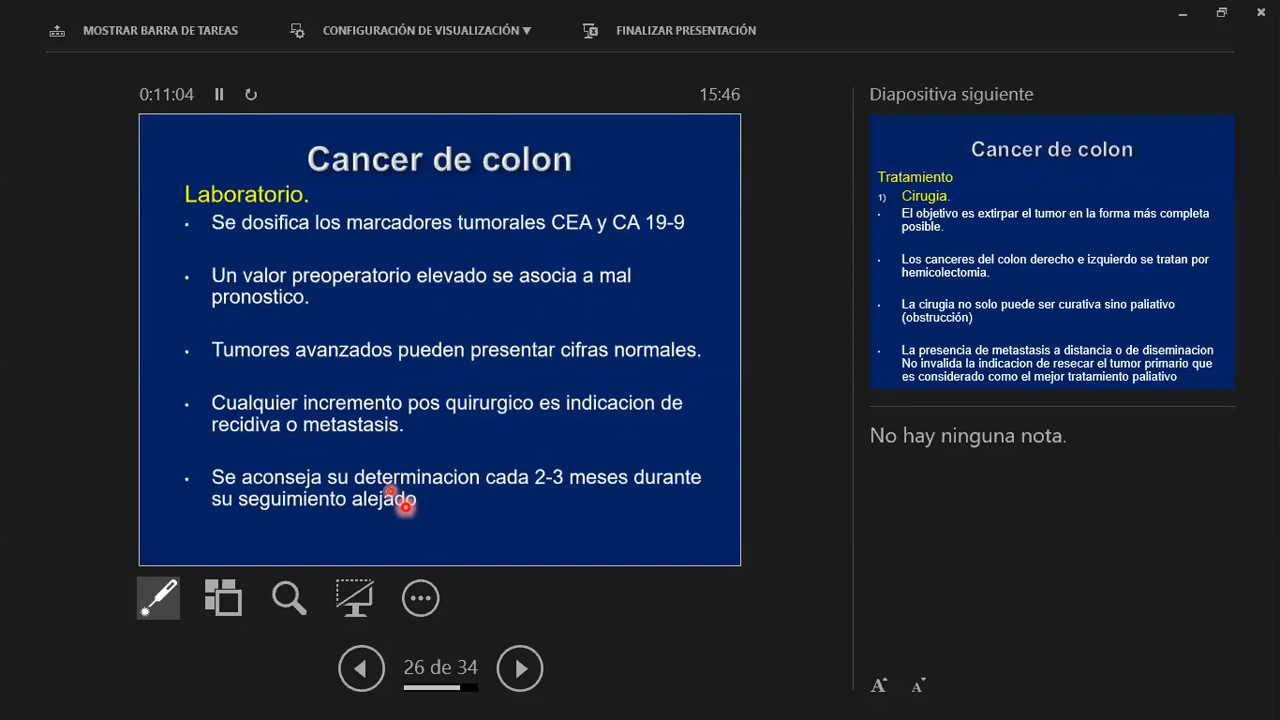 MOSTRAR BARRA DE TAREAS
CONFIGURACIÓN DE VISUALIZACIÓN ▼
FINALIZAR PRESENTACIÓN
0:11:04
15:46
Cancer de colon
Laboratorio.
• Se dosifica los marcadores tumorales CEA y CA 19-9
• Un valor preoperatorio elevado se asocia a mal
pronostico.
• Tumores avanzados pueden presentar cifras normales.
• Cualquier incremento pos quirurgico es indicacion de
recidiva o metastasis.
• Se aconseja su determinacion cada 2-3 meses durante
su seguimiento alejado
26 de 34
Diapositiva siguiente
Cancer de colon
Tratamiento
1) Cirugia.
• El objetivo es extirpar el tumor en la forma más completa
posible.
• Los canceres del colon derecho e izquierdo se tratan por
hemicolectomia.
• La cirugia no solo puede ser curativa sino paliativo
(obstrucción)
• La presencia de metastasis a distancia o de diseminacion
No invalida la indicacion de resecar el tumor primario que
es considerado como el mejor tratamiento paliativo
No hay ninguna nota.
A A